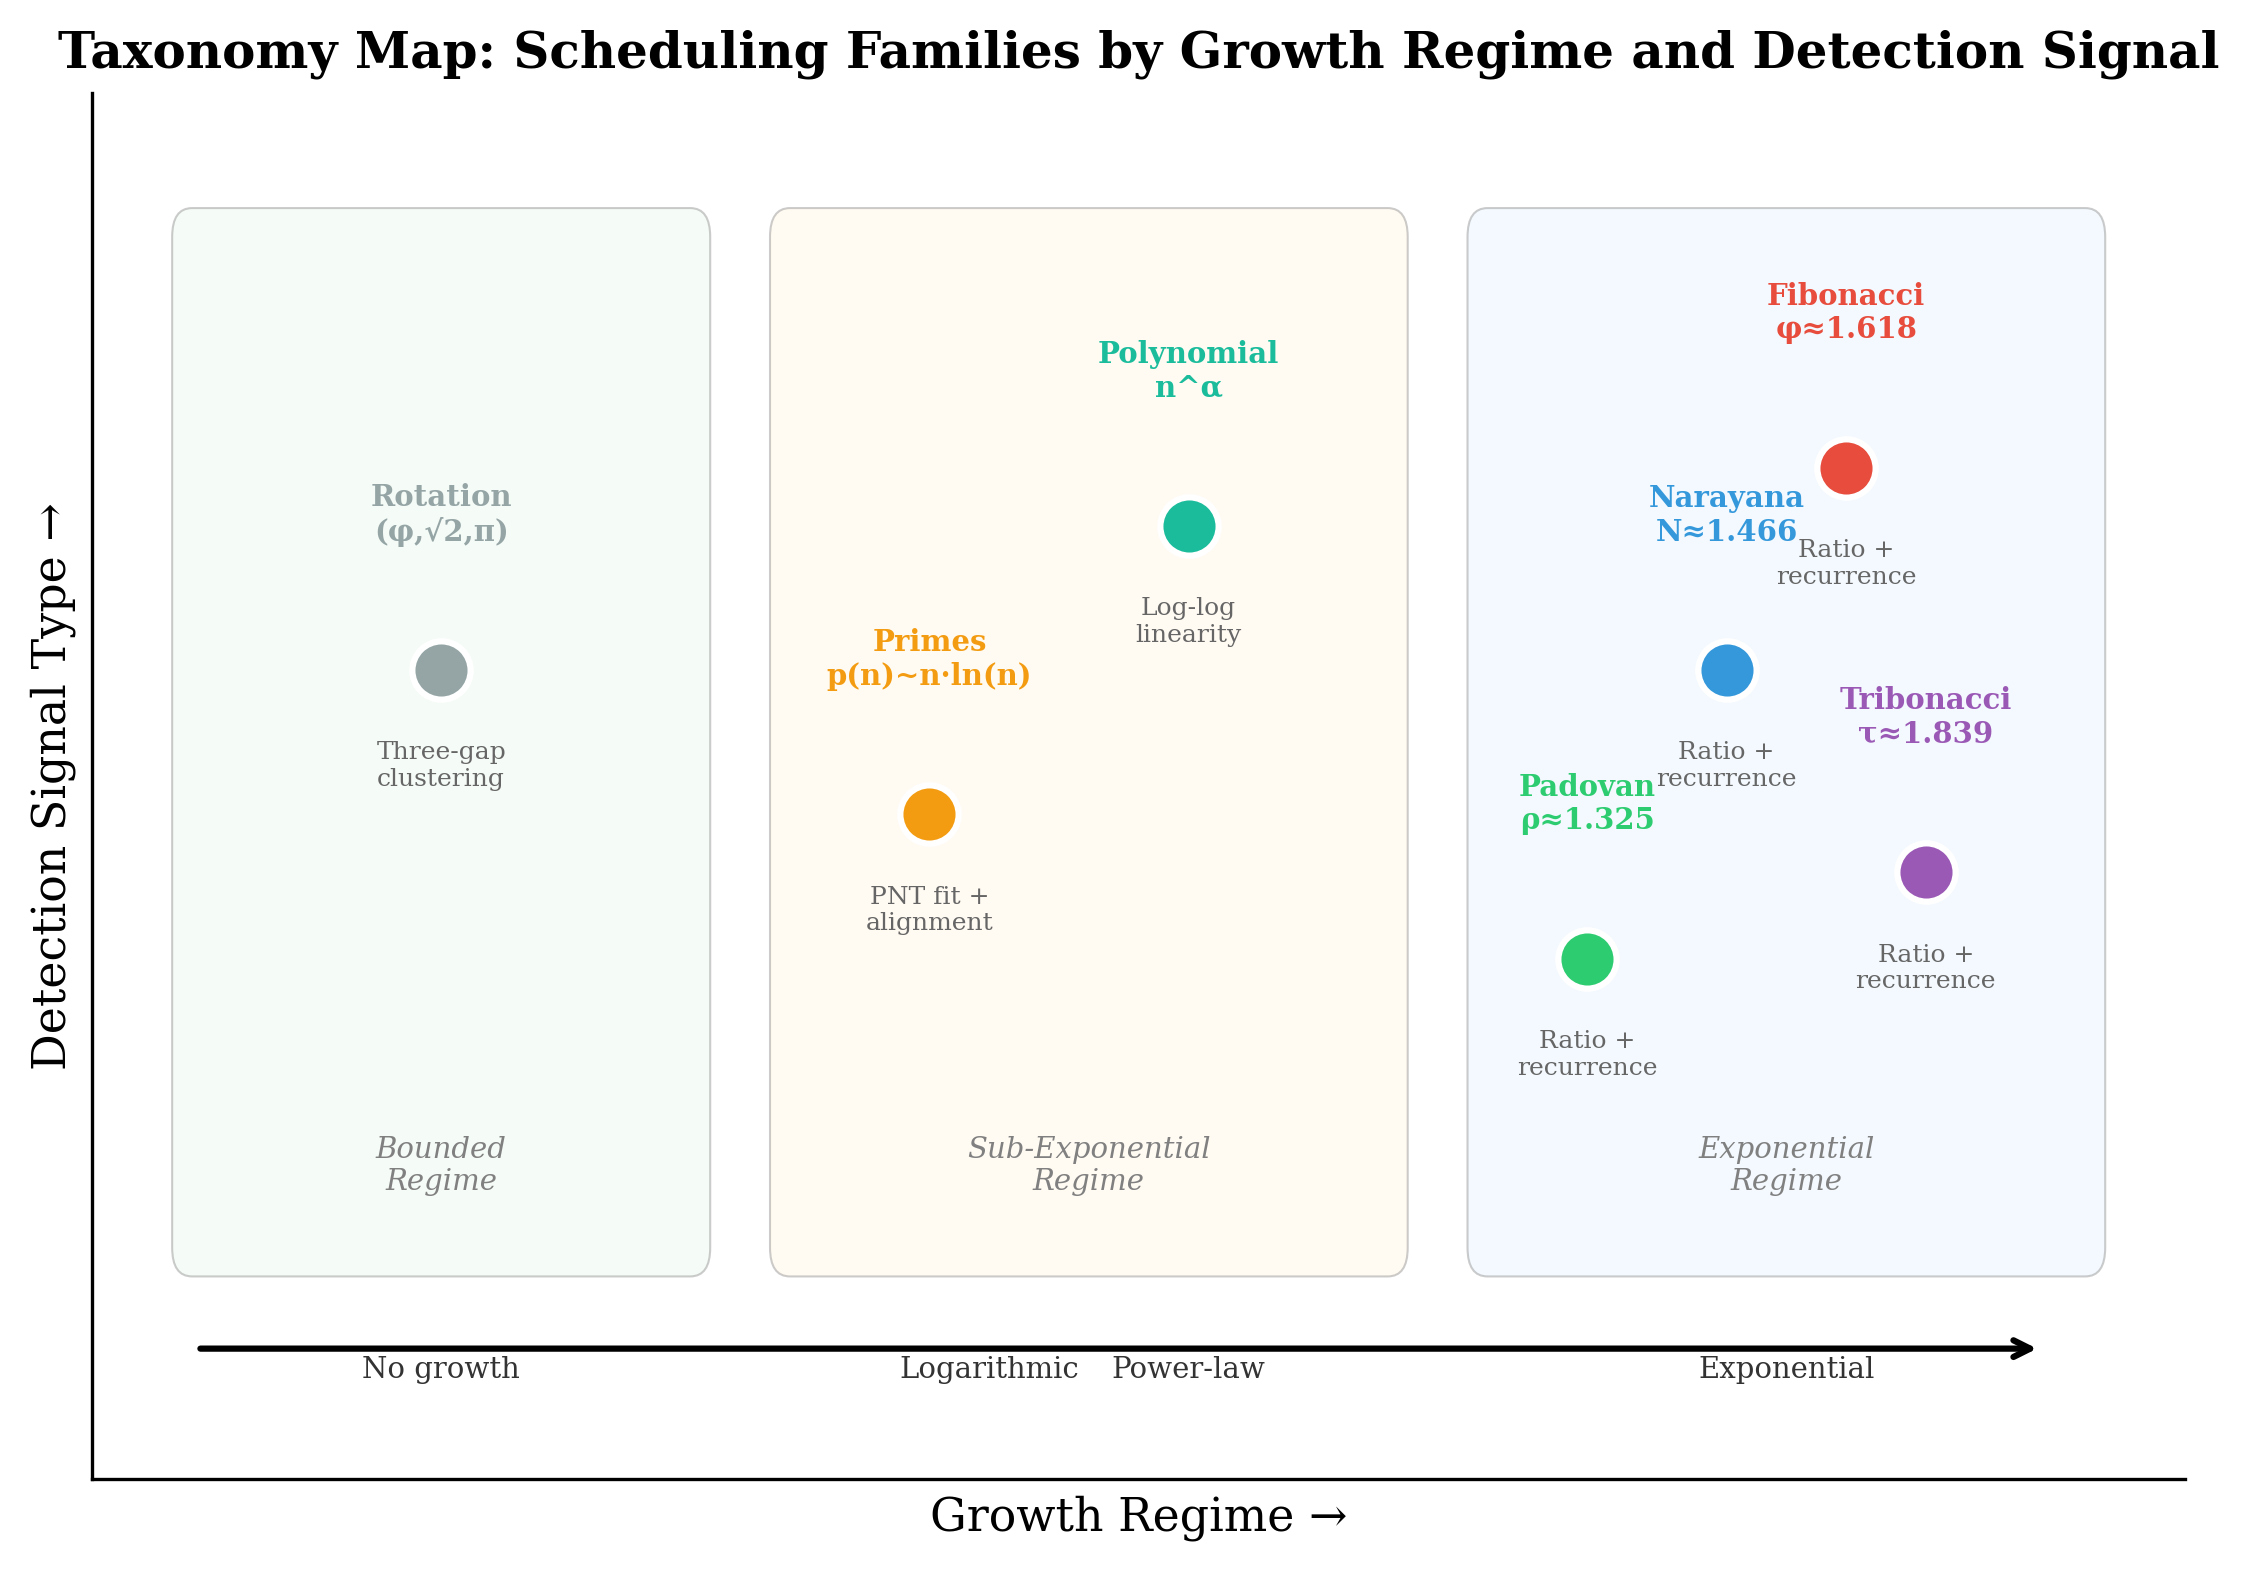 Taxonomy Map: Scheduling Families by Growth Regime and Detection Signal
Detection Signal Type →
Rotation
(φ,√2,π)
Three-gap
clustering
Bounded
Regime
Polynomial
n^α
Log-log
linearity
Primes
p(n)~n·ln(n)
PNT fit +
alignment
Sub-Exponential
Regime
Fibonacci
φ≈1.618
Ratio +
recurrence
Narayana
N≈1.466
Ratio +
recurrence
Tribonacci
τ≈1.839
Ratio +
recurrence
Padovan
ρ≈1.325
Ratio +
recurrence
Exponential
Regime
No growth
Logarithmic
Power-law
Exponential
Growth Regime →